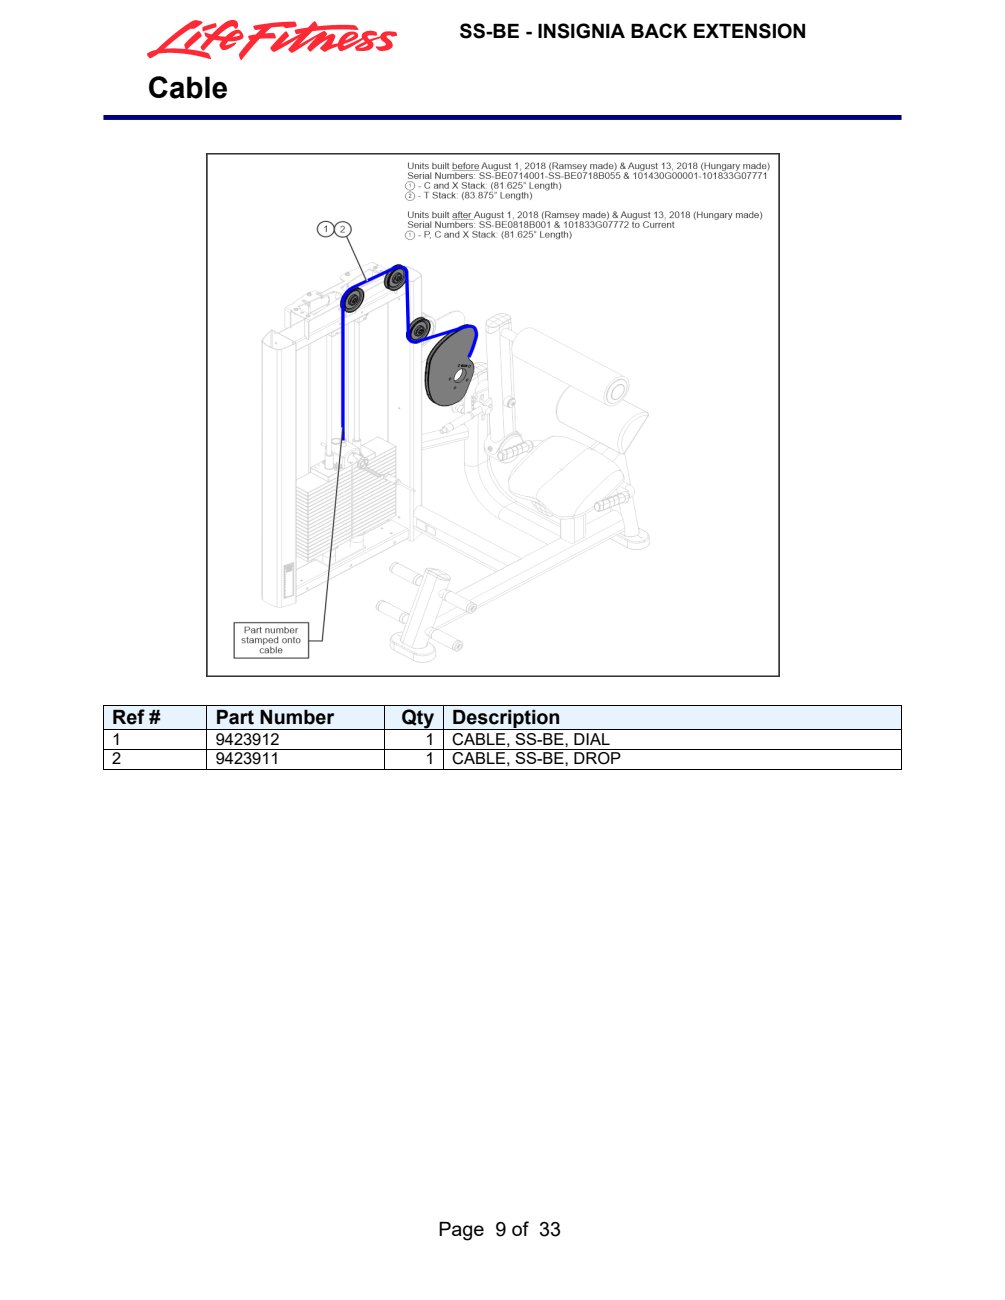 Life Fitness
SS-BE - INSIGNIA BACK EXTENSION
Cable
Units built before August 1, 2018 (Ramsey made) & August 13, 2018 (Hungary made)
Serial Numbers: SS-BE0714001-SS-BE0718B055 & 101430G00001-101833G07771
1 - C and X Stack: (81.625" Length)
2 - T Stack: (83.875" Length)
Units built after August 1, 2018 (Ramsey made) & August 13, 2018 (Hungary made)
Serial Numbers: SS-BE0818B001 & 101833G07772 to Current
1 - P, C and X Stack: (81.625" Length)
1 2
Part number
stamped onto
cable
Ref # Part Number Qty Description
1 9423912 1 CABLE, SS-BE, DIAL
2 9423911 1 CABLE, SS-BE, DROP
Page 9 of 33